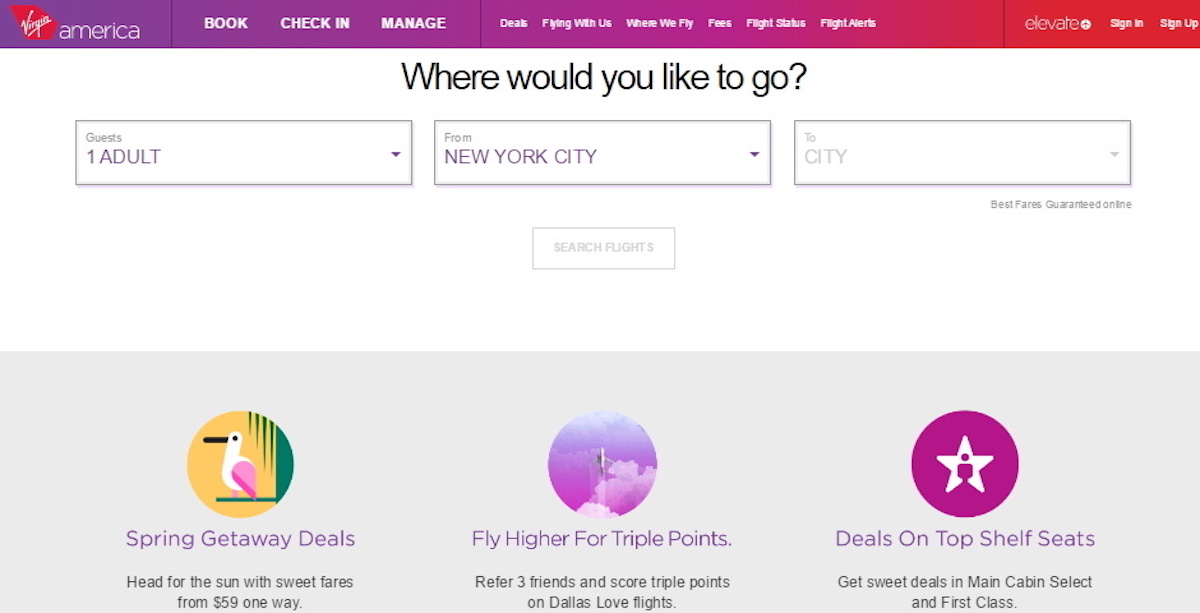 Virgin america
BOOK CHECK IN MANAGE Deals Flying With Us Where We Fly Fees Flight Status Flight Alerts elevate Sign In Sign Up
Where would you like to go?
Guests
1 ADULT
From
NEW YORK CITY
To
CITY
Best Fares Guaranteed online
SEARCH FLIGHTS
Spring Getaway Deals
Head for the sun with sweet fares
from $59 one way.
Fly Higher For Triple Points.
Refer 3 friends and score triple points
on Dallas Love flights.
Deals On Top Shelf Seats
Get sweet deals in Main Cabin Select
and First Class.